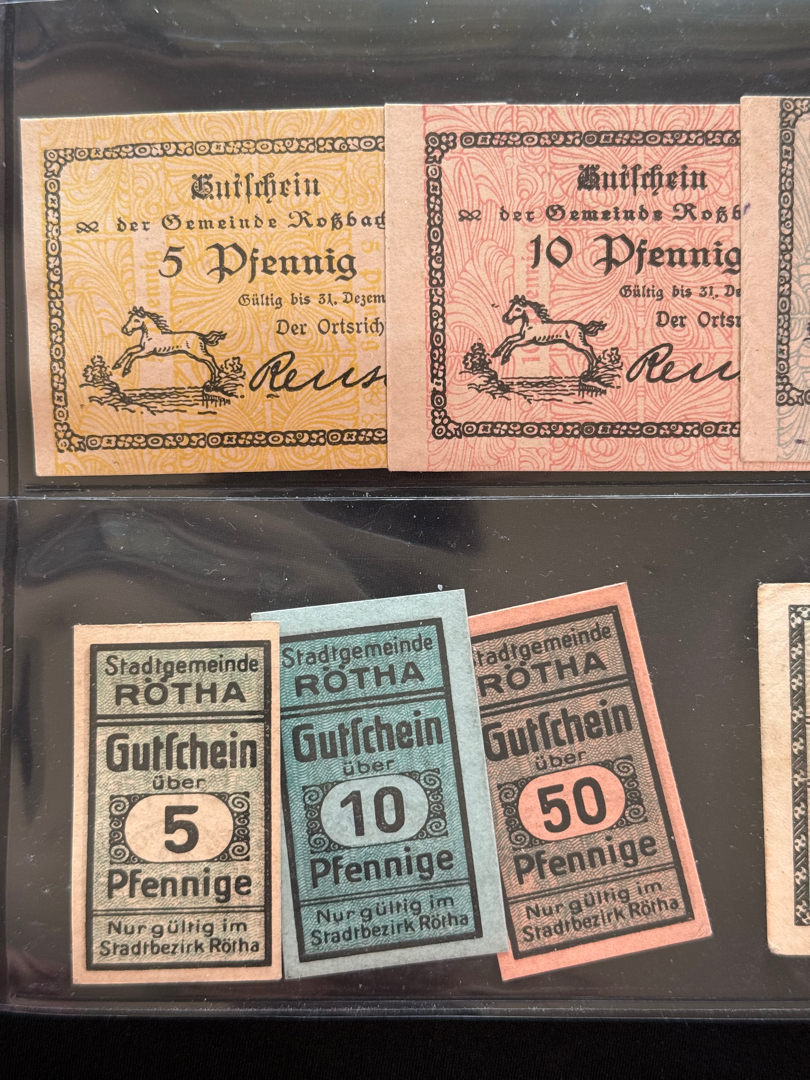 Gutschein
der Gemeinde Roßbac
5 Pfennig
Gültig bis 31. Dezem
Der Ortsrich
Gutschein
der Gemeinde Roßb
10 Pfennig
Gültig bis 31. De
Der Orts
Stadtgemeinde
RÖTHA
Gutschein
über
5
Pfennige
Nur gültig im
Stadtbezirk Rötha
Stadtgemeinde
RÖTHA
Gutschein
über
10
Pfennige
Nur gültig im
Stadtbezirk Rötha
tadtgemeinde
RÖTHA
Gutschein
über
50
Pfennige
Nur gültig im
Stadtbezirk Rötha